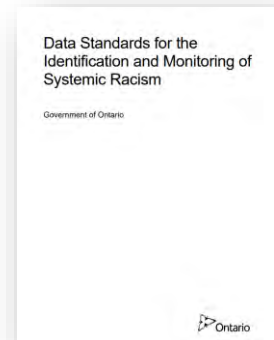 Data Standards for the
Identification and Monitoring of
Systemic Racism
Government of Ontario
Ontario